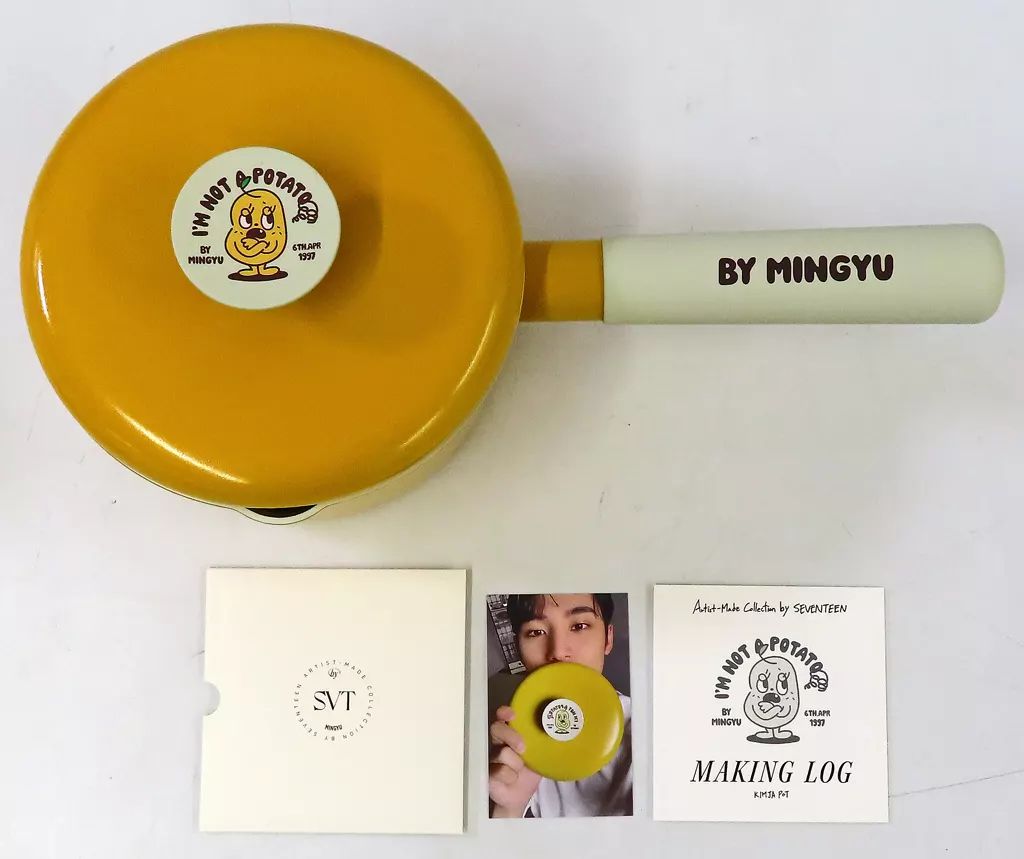 I'M NOT A POTATO
BY
MINGYU
6TH.APR
1997
BY MINGYU
SEVENTEEN ARTIST-MADE COLLECTION BY
by
SVT
MINGYU
Artist-Made Collection by SEVENTEEN
I'M NOT A POTATO
BY
MINGYU
6TH.APR
1997
MAKING LOG
KIMJA POT